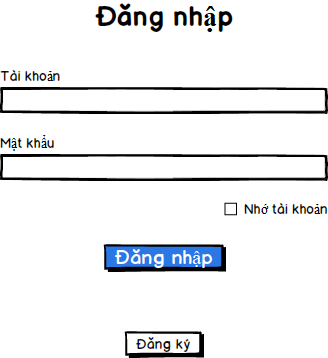 Đăng nhập
Tài khoản
Mật khẩu
Nhớ tài khoản
Đăng nhập
Đăng ký